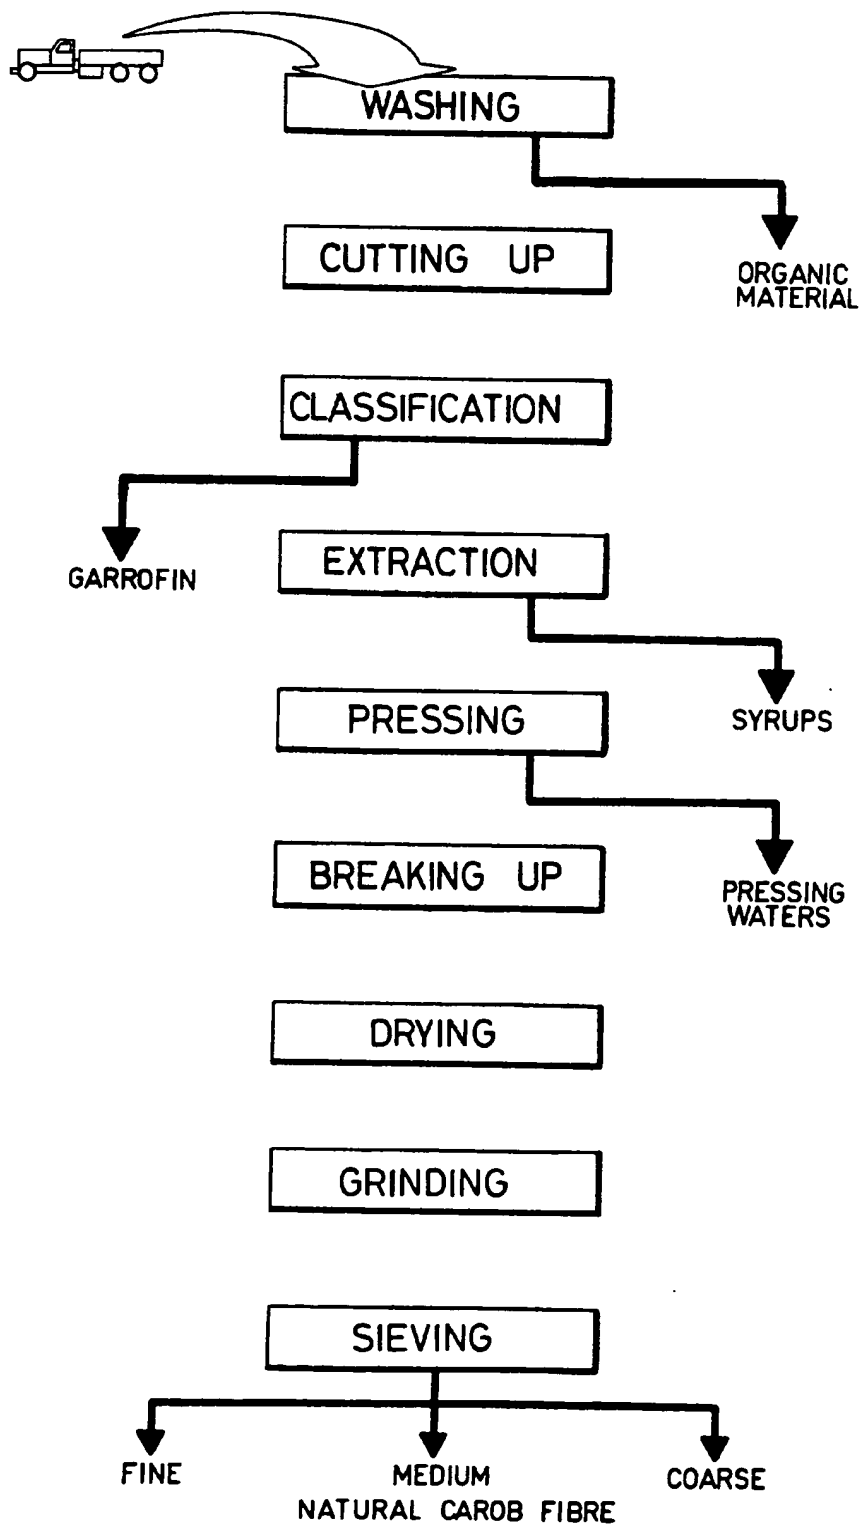 WASHING
ORGANIC
MATERIAL
CUTTING UP
CLASSIFICATION
GARROFIN
EXTRACTION
SYRUPS
PRESSING
PRESSING
WATERS
BREAKING UP
DRYING
GRINDING
SIEVING
FINE
MEDIUM
COARSE
NATURAL CAROB FIBRE